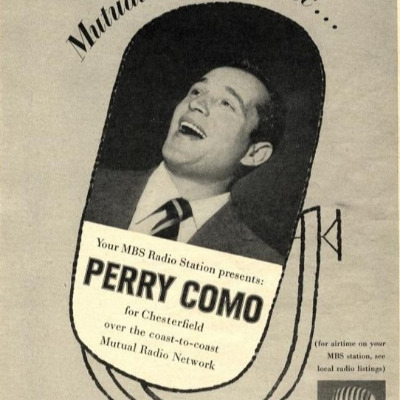 Your MBS Radio Station presents:
PERRY COMO
for Chesterfield
over the coast-to-coast
Mutual Radio Network
(for airtime on your
MBS station, see
local radio listings)